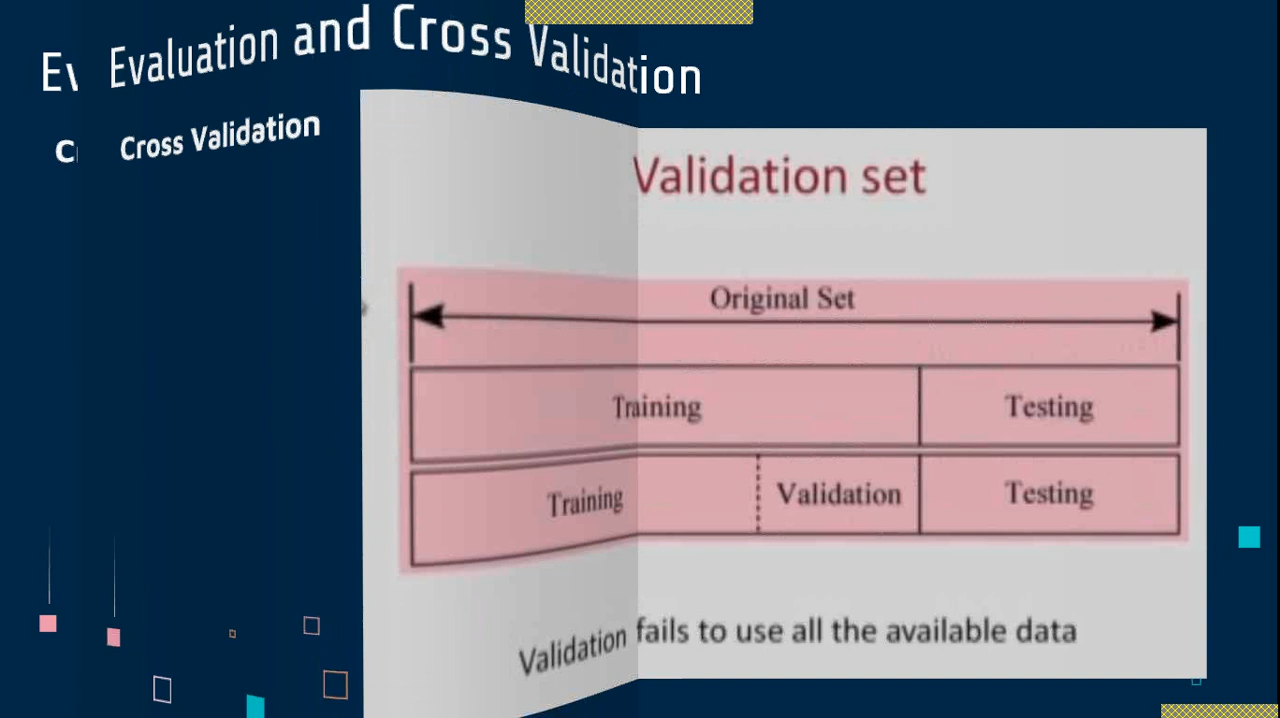 Ev Evaluation and Cross Validation
C Cross Validation
Validation set
Original Set
Training Testing
Training Validation Testing
Validation fails to use all the available data